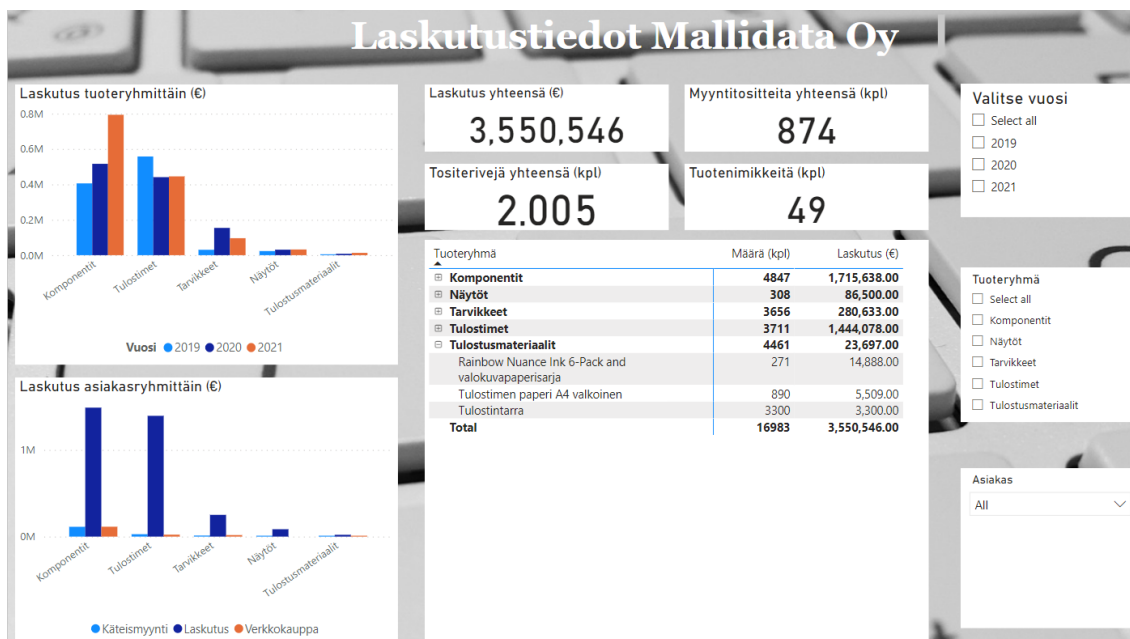 Laskutustiedot Mallidata Oy
Laskutus tuoteryhmittäin (€)
0.8M
0.6M
0.4M
0.2M
0.0M
Komponentit
Tulostimet
Tarvikkeet
Näytöt
Tulostusmateriaalit
Vuosi 2019 2020 2021
Laskutus asiakasryhmittäin (€)
1M
0M
Komponentit
Tulostimet
Tarvikkeet
Näytöt
Tulostusmateriaalit
Käteismyynti Laskutus Verkkokauppa
Laskutus yhteensä (€)
3,550,546
Myyntitositteita yhteensä (kpl)
874
Tositerivejä yhteensä (kpl)
2.005
Tuotenimikkeitä (kpl)
49
Tuoteryhmä Määrä (kpl) Laskutus (€)
Komponentit 4847 1,715,638.00
Näytöt 308 86,500.00
Tarvikkeet 3656 280,633.00
Tulostimet 3711 1,444,078.00
Tulostusmateriaalit 4461 23,697.00
Rainbow Nuance Ink 6-Pack and 271 14,888.00
valokuvapaperisarja
Tulostimen paperi A4 valkoinen 890 5,509.00
Tulostintarra 3300 3,300.00
Total 16983 3,550,546.00
Valitse vuosi
Select all
2019
2020
2021
Tuoteryhmä
Select all
Komponentit
Näytöt
Tarvikkeet
Tulostimet
Tulostusmateriaalit
Asiakas
All